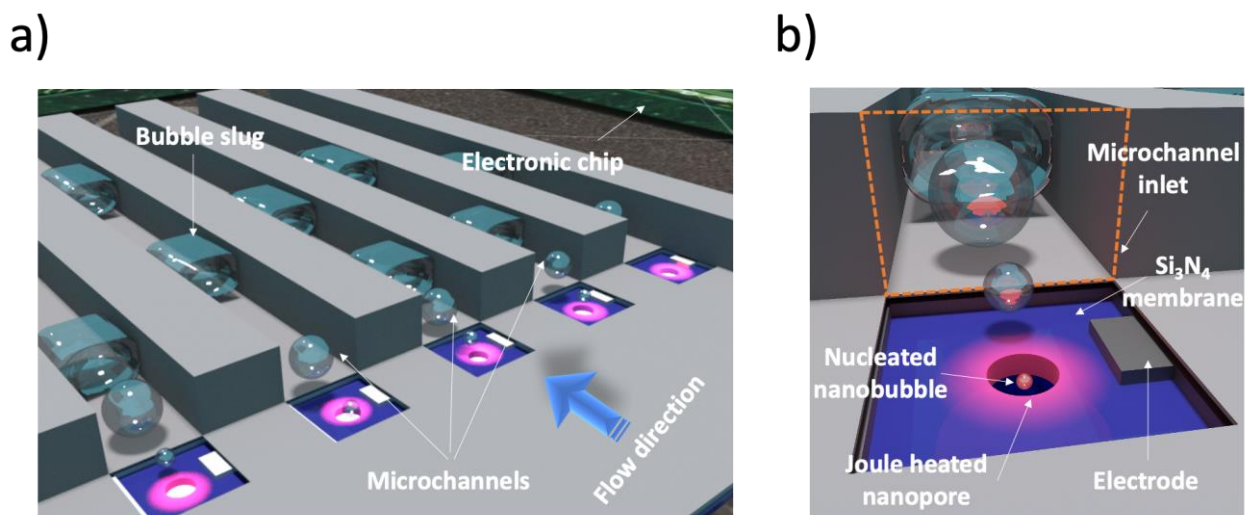 a)
Bubble slug
Electronic chip
Microchannels
Flow direction
b)
Microchannel
inlet
Si₃N₄
membrane
Nucleated
nanobubble
Joule heated
nanopore
Electrode